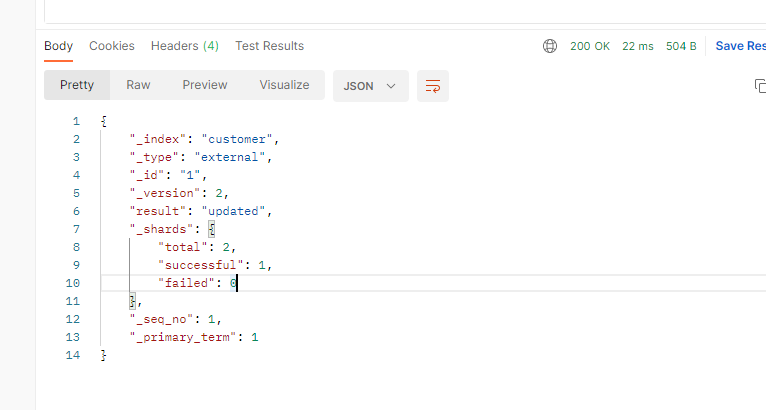 Body Cookies Headers (4) Test Results 200 OK 22 ms 504 B Save Res
Pretty Raw Preview Visualize JSON
1 {
2 "_index": "customer",
3 "_type": "external",
4 "_id": "1",
5 "_version": 2,
6 "result": "updated",
7 "_shards": {
8 "total": 2,
9 "successful": 1,
10 "failed": 0
11 },
12 "_seq_no": 1,
13 "_primary_term": 1
14 }